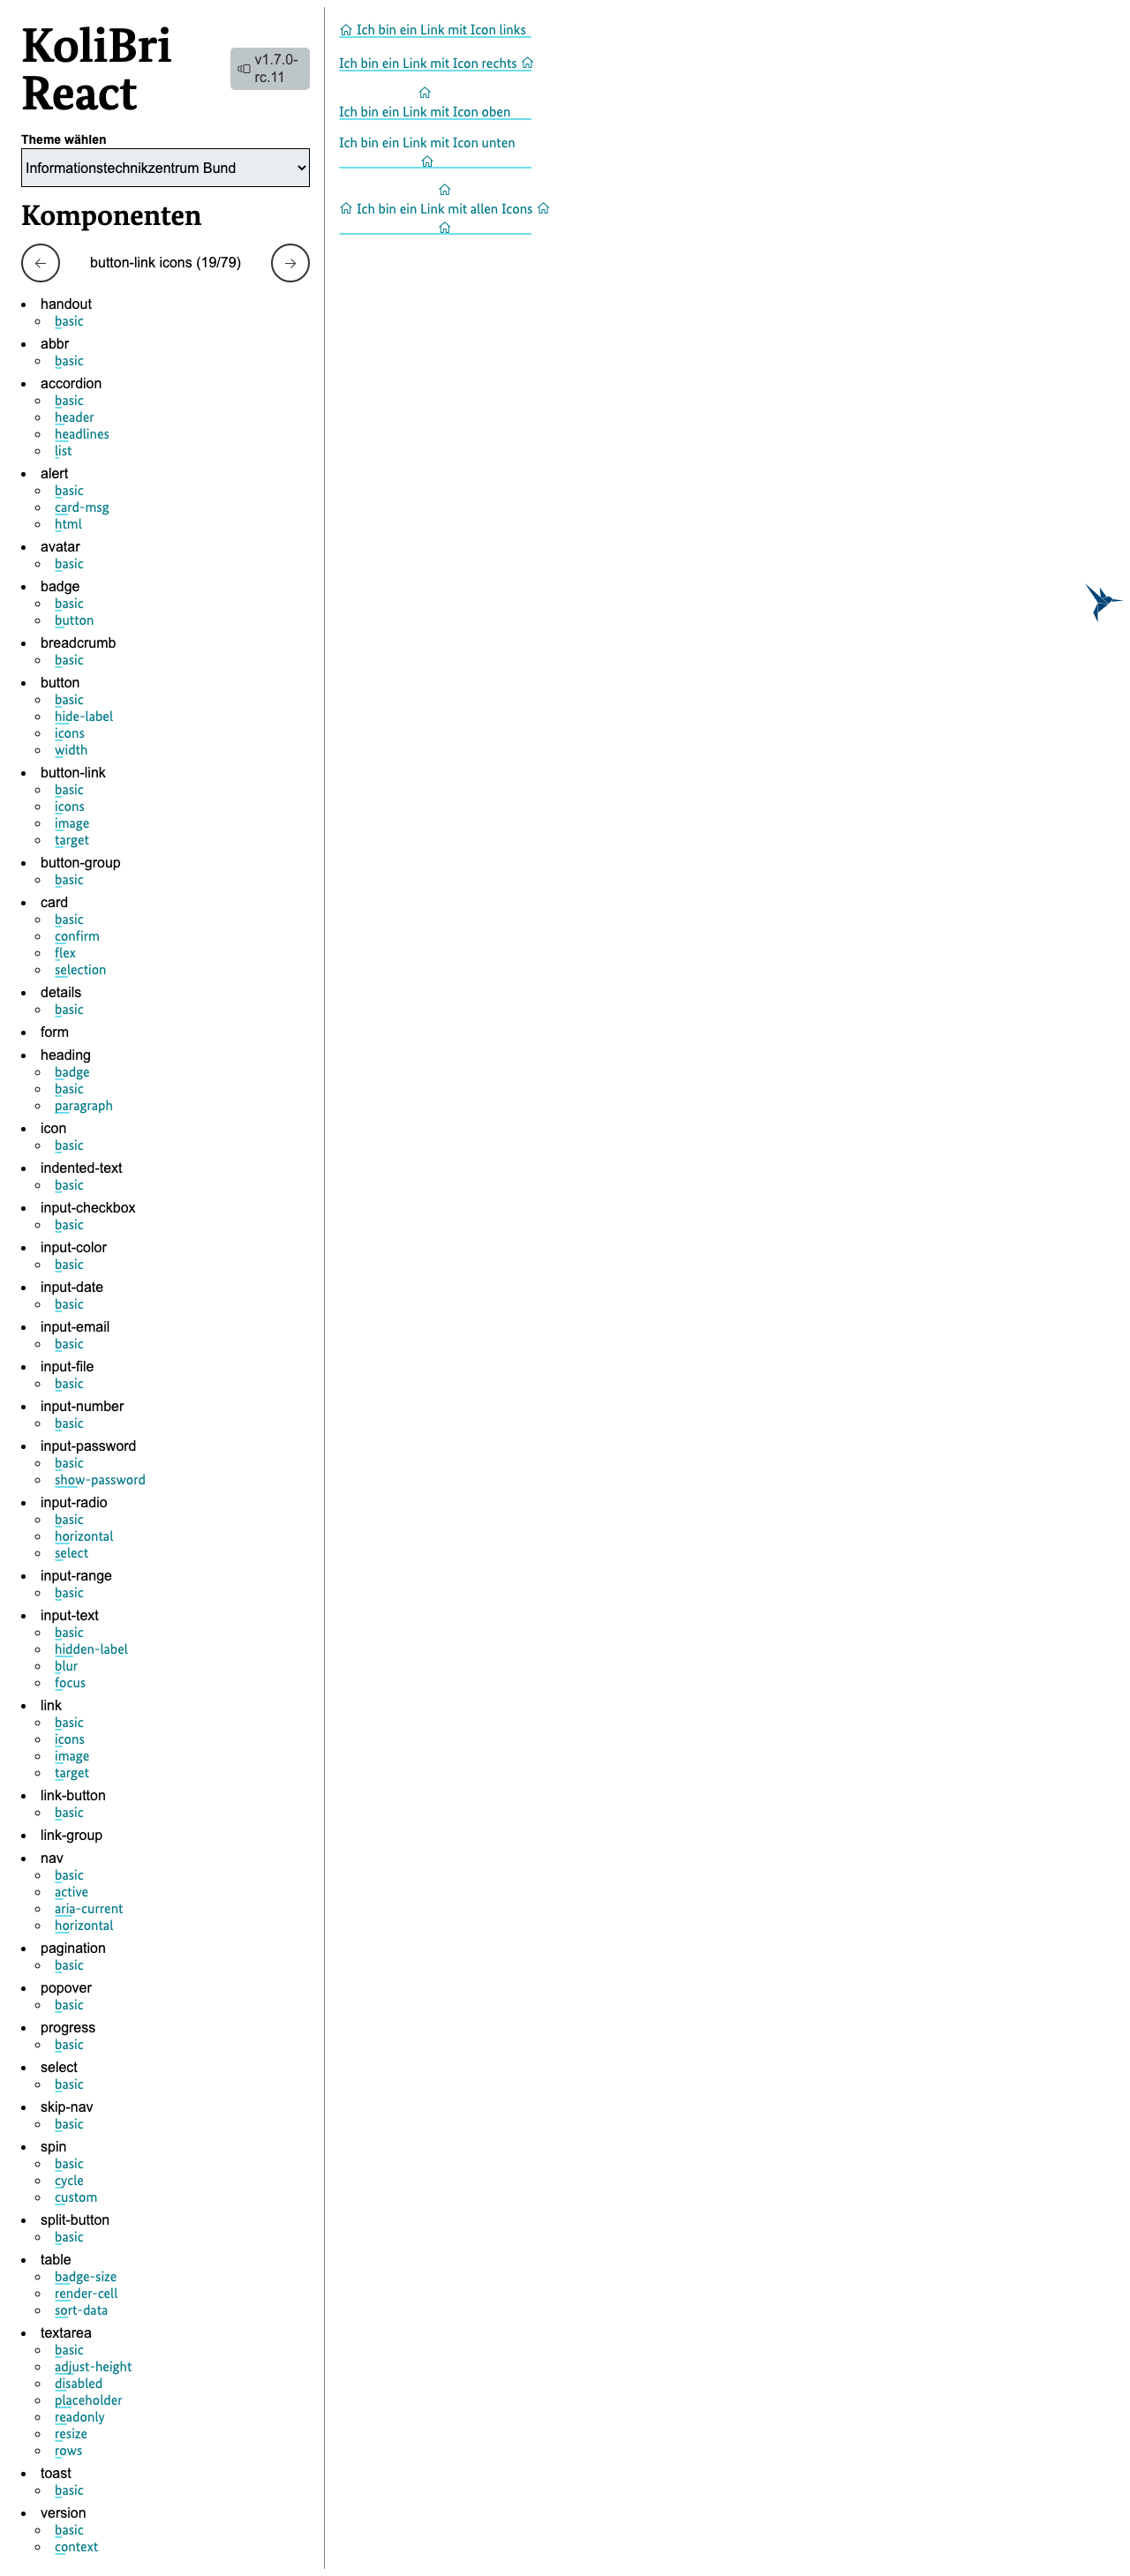 KoliBri
React
v1.7.0-
rc.11
Theme wählen
Informationstechnikzentrum Bund
Komponenten
button-link icons (19/79)
handout
basic
abbr
basic
accordion
basic
header
headlines
list
alert
basic
card-msg
html
avatar
basic
badge
basic
button
breadcrumb
basic
button
basic
hide-label
icons
width
button-link
basic
icons
image
target
button-group
basic
card
basic
confirm
flex
selection
details
basic
form
heading
badge
basic
paragraph
icon
basic
indented-text
basic
input-checkbox
basic
input-color
basic
input-date
basic
input-email
basic
input-file
basic
input-number
basic
input-password
basic
show-password
input-radio
basic
horizontal
select
input-range
basic
input-text
basic
hidden-label
blur
focus
link
basic
icons
image
target
link-button
basic
link-group
nav
basic
active
aria-current
horizontal
pagination
basic
popover
basic
progress
basic
select
basic
skip-nav
basic
spin
basic
cycle
custom
split-button
basic
table
badge-size
render-cell
sort-data
textarea
basic
adjust-height
disabled
placeholder
readonly
resize
rows
toast
basic
version
basic
context
Ich bin ein Link mit Icon links
Ich bin ein Link mit Icon rechts
Ich bin ein Link mit Icon oben
Ich bin ein Link mit Icon unten
Ich bin ein Link mit allen Icons